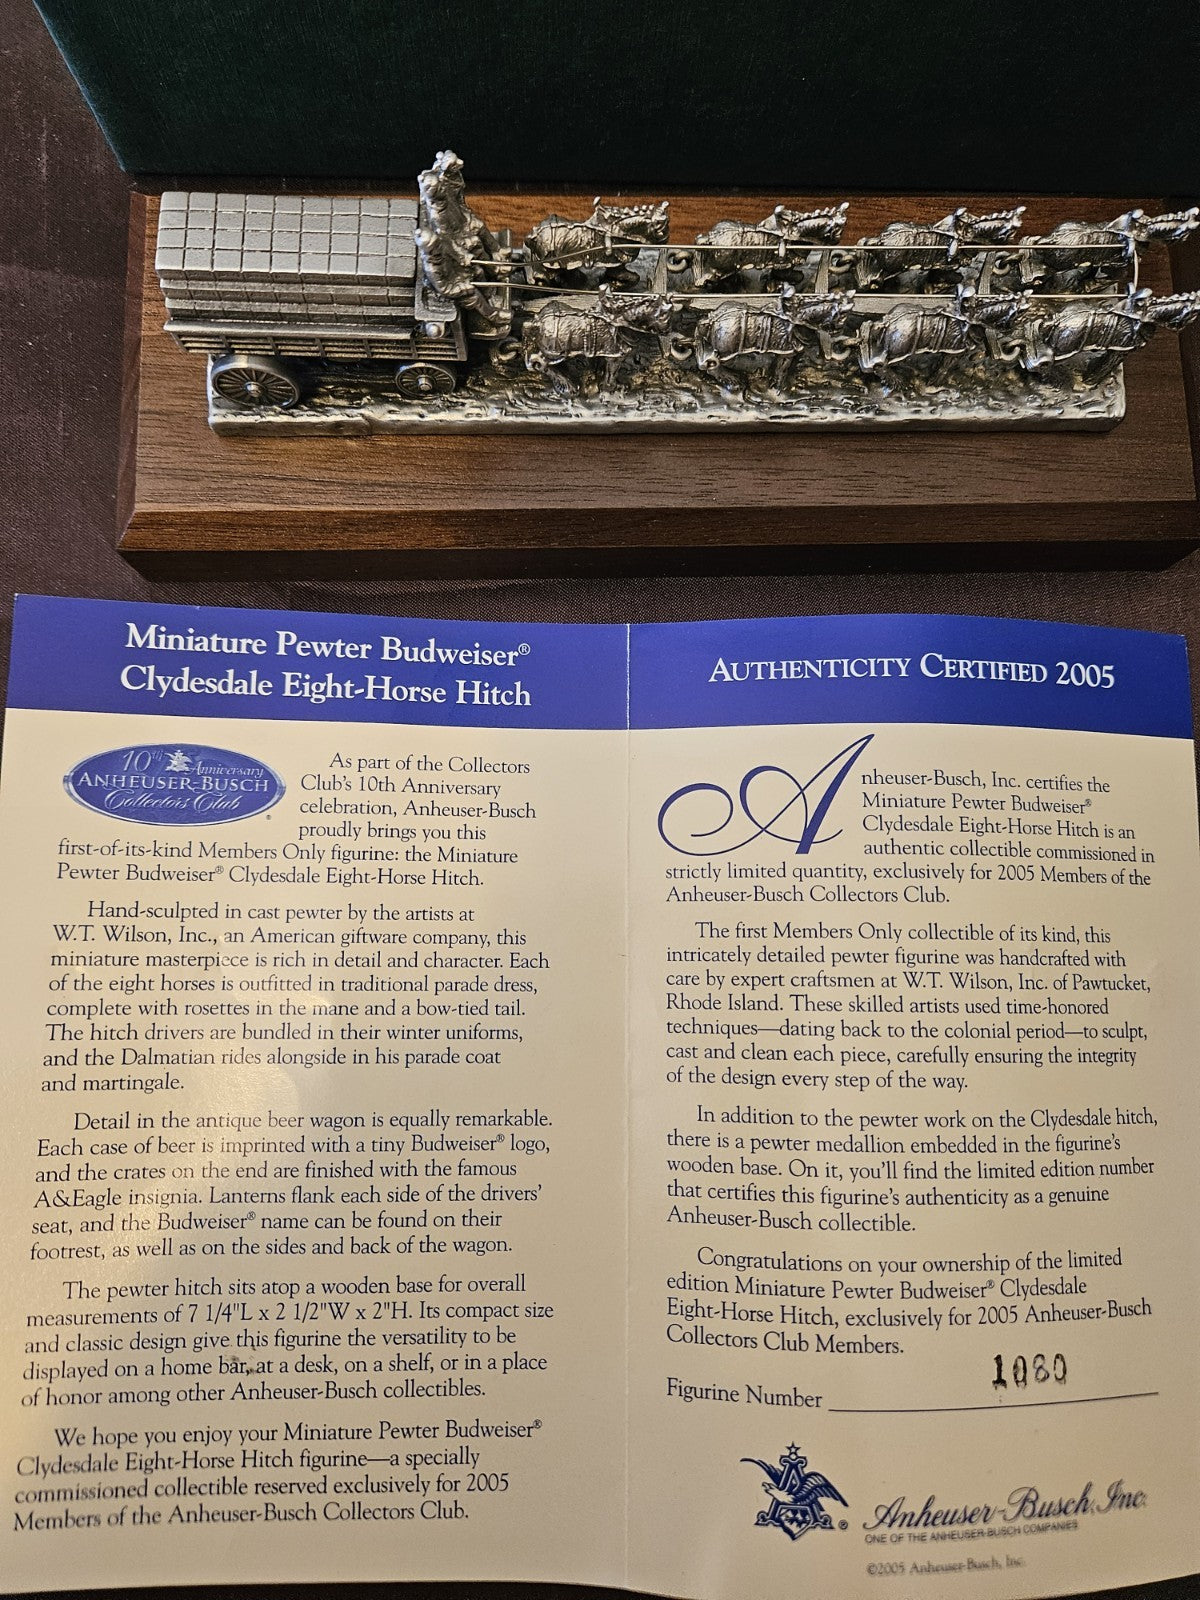 Miniature Pewter Budweiser®
Clydesdale Eight-Horse Hitch
10th Anniversary
ANHEUSER-BUSCH
Collectors Club®
As part of the Collectors
Club's 10th Anniversary
celebration, Anheuser-Busch
proudly brings you this
first-of-its-kind Members Only figurine: the Miniature
Pewter Budweiser® Clydesdale Eight-Horse Hitch.
Hand-sculpted in cast pewter by the artists at
W.T. Wilson, Inc., an American giftware company, this
miniature masterpiece is rich in detail and character. Each
of the eight horses is outfitted in traditional parade dress,
complete with rosettes in the mane and a bow-tied tail.
The hitch drivers are bundled in their winter uniforms,
and the Dalmatian rides alongside in his parade coat
and martingale.
Detail in the antique beer wagon is equally remarkable.
Each case of beer is imprinted with a tiny Budweiser® logo,
and the crates on the end are finished with the famous
A&Eagle insignia. Lanterns flank each side of the drivers'
seat, and the Budweiser® name can be found on their
footrest, as well as on the sides and back of the wagon.
The pewter hitch sits atop a wooden base for overall
measurements of 7 1/4"L x 2 1/2"W x 2"H. Its compact size
and classic design give this figurine the versatility to be
displayed on a home bar, at a desk, on a shelf, or in a place
of honor among other Anheuser-Busch collectibles.
We hope you enjoy your Miniature Pewter Budweiser®
Clydesdale Eight-Horse Hitch figurine—a specially
commissioned collectible reserved exclusively for 2005
Members of the Anheuser-Busch Collectors Club.
AUTHENTICITY CERTIFIED 2005
Anheuser-Busch, Inc. certifies the
Miniature Pewter Budweiser®
Clydesdale Eight-Horse Hitch is an
authentic collectible commissioned in
strictly limited quantity, exclusively for 2005 Members of the
Anheuser-Busch Collectors Club.
The first Members Only collectible of its kind, this
intricately detailed pewter figurine was handcrafted with
care by expert craftsmen at W.T. Wilson, Inc. of Pawtucket,
Rhode Island. These skilled artists used time-honored
techniques—dating back to the colonial period—to sculpt,
cast and clean each piece, carefully ensuring the integrity
of the design every step of the way.
In addition to the pewter work on the Clydesdale hitch,
there is a pewter medallion embedded in the figurine's
wooden base. On it, you'll find the limited edition number
that certifies this figurine's authenticity as a genuine
Anheuser-Busch collectible.
Congratulations on your ownership of the limited
edition Miniature Pewter Budweiser® Clydesdale
Eight-Horse Hitch, exclusively for 2005 Anheuser-Busch
Collectors Club Members.
Figurine Number 1080
Anheuser-Busch, Inc.
ONE OF THE ANHEUSER-BUSCH COMPANIES
©2005 Anheuser-Busch, Inc.